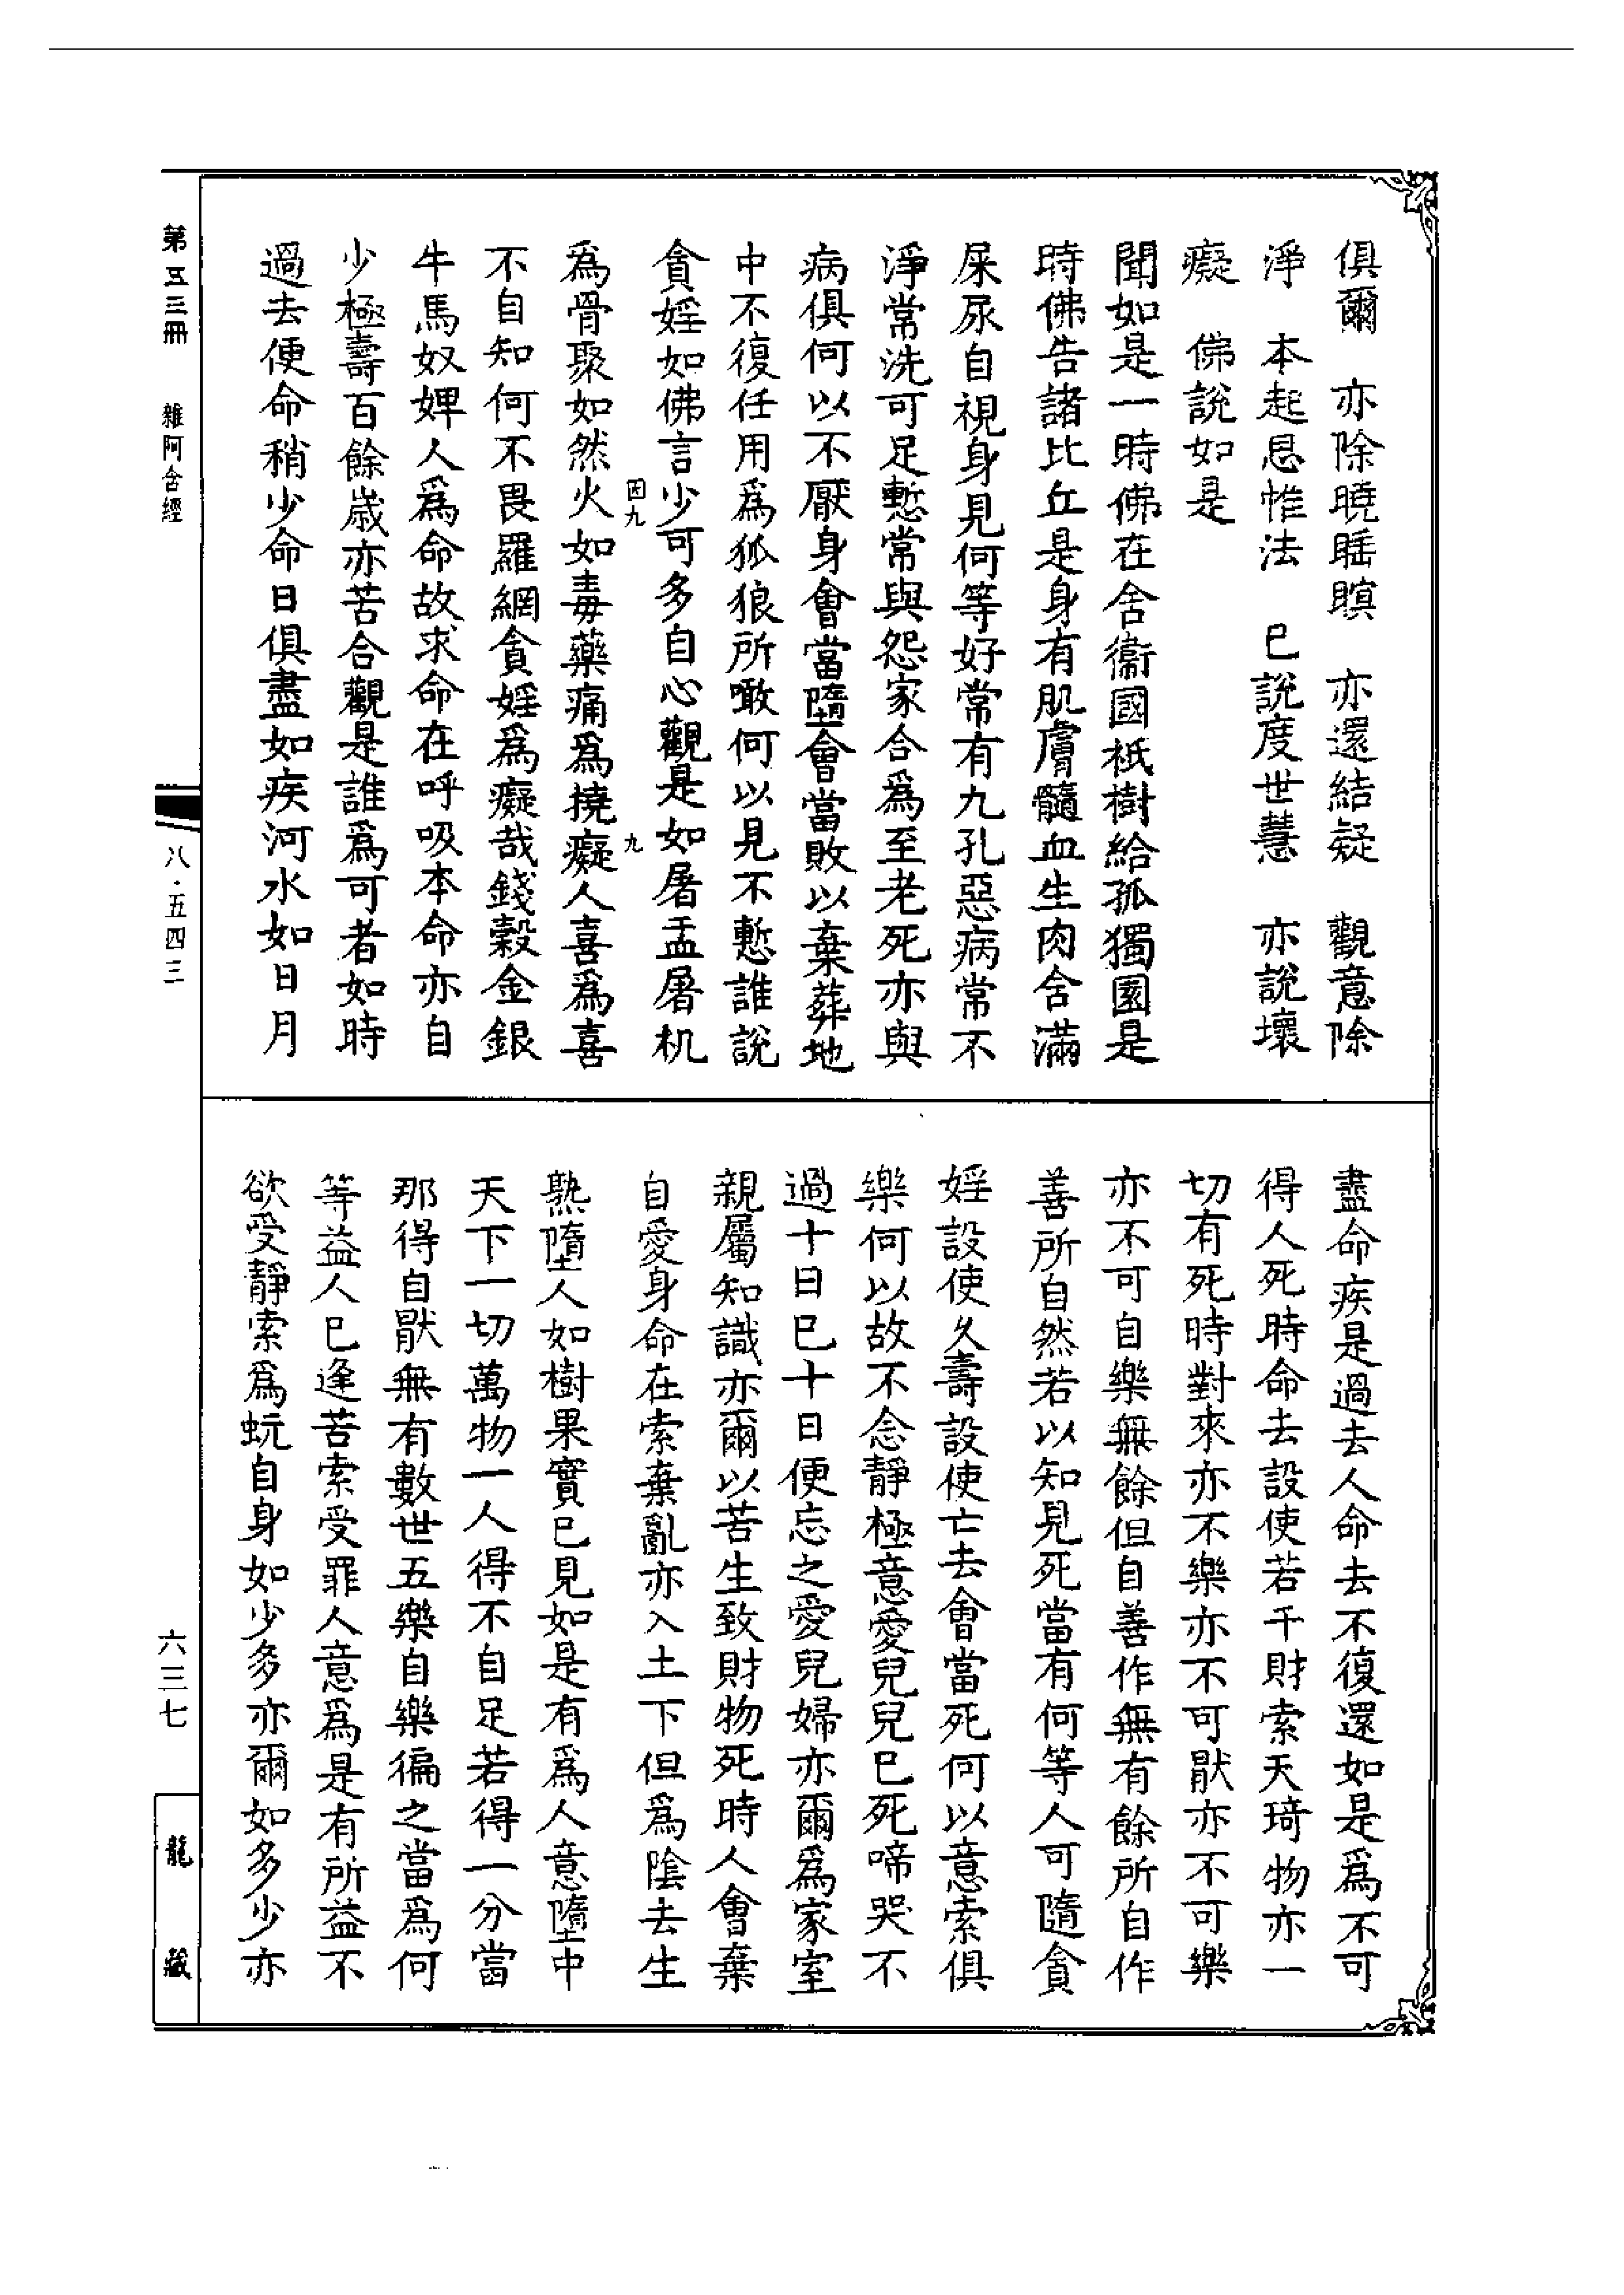 俱爾　亦除曉睡瞑　亦還結疑　觀意除
淨　本起思惟法　已說度世慧　亦說壞
癡　佛說如是
聞如是一時佛在舍衞國祇樹給孤獨園是
時佛告諸比丘是身有肌膚髓血生肉含滿
屎尿自視身見何等好常有九孔惡病常不
淨常洗可足慙常與怨家合爲至老死亦與
病俱何以不厭身會當墮會當敗以棄葬地
中不復任用爲狐狼所噉何以見不慙誰說
貪婬如佛言少可多自心觀是如屠盂屠机
爲骨聚如然火如毒藥痛爲撓癡人喜爲喜
不自知何不畏羅網貪婬爲癡哉錢穀金銀
牛馬奴婢人爲命故求命在呼吸本命亦自
少極壽百餘歲亦苦合觀是誰爲可者如時
過去便命稍少命日俱盡如疾河水如日月
盡命疾是過去人命去不復還如是爲不可
得人死時命去設使若千財索天琦物亦一
切有死時對來亦不樂亦不可猒亦不可樂
亦不可自樂無餘但自善作無有餘所自作
善所自然若以知見死當有何等人可隨貪
婬設使久壽設使亡去會當死何以意索俱
樂何以故不念靜極意愛兒兒已死啼哭不
過十日已十日便忘之愛兒婦亦爾爲家室
親屬知識亦爾以苦生致財物死時人會棄
自愛身命在索棄亂亦入土下但爲陰去生
熟墮人如樹果實已見如是有爲人意墮中
天下一切萬物一人得不自足若得一分當
那得自猒無有數世五樂自樂徧之當爲何
等益人已逢苦索受罪人意爲是有所益不
欲受靜索爲蚖自身如少多亦爾如多少亦
第五三冊　雜阿含經
八·五四三
六三七
龍藏
九